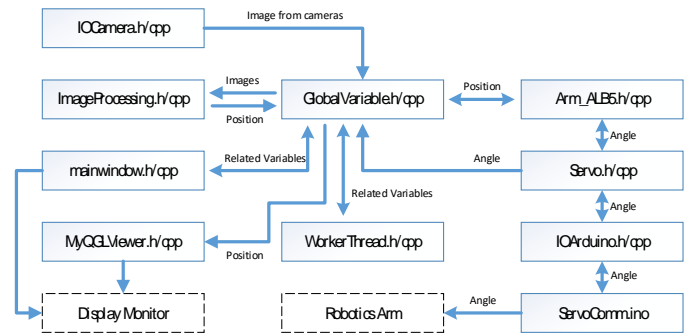 IOCamera.h/cpp
Image from cameras
ImageProcessing.h/cpp
Images
Position
GlobalVariable.h/cpp
Position
Arm_ALB5.h/cpp
Angle
mainwindow.h/cpp
Related Variables
Angle
Servo.h/cpp
Related Variables
Angle
MyQGLViewer.h/cpp
Position
WorkerThread.h/cpp
IOArduino.h/cpp
Angle
Display Monitor
Robotics Arm
Angle
ServoComm.ino